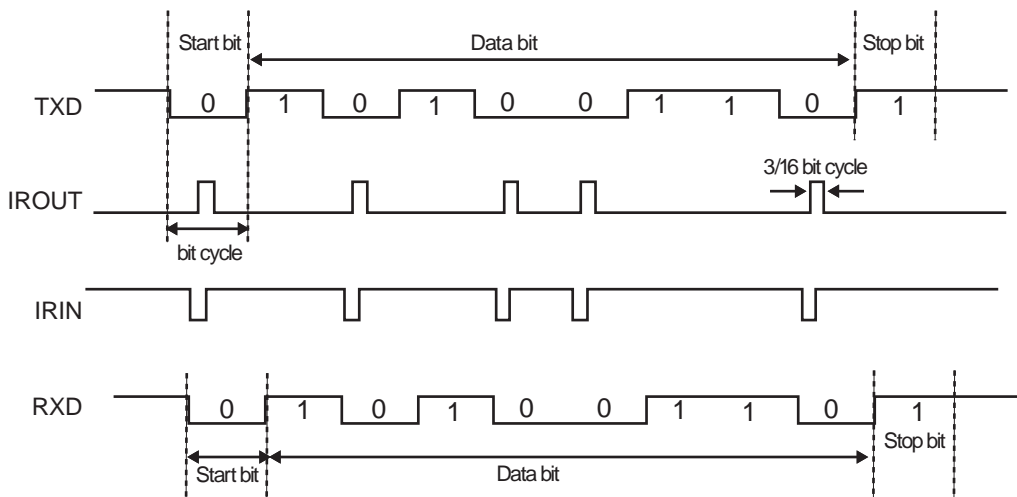 Start bit Data bit Stop bit
TXD 0 1 0 1 0 0 1 1 0 1
3/16 bit cycle
IROUT
bit cycle
IRIN
RXD 0 1 0 1 0 0 1 1 0 1
Stop bit
Start bit Data bit